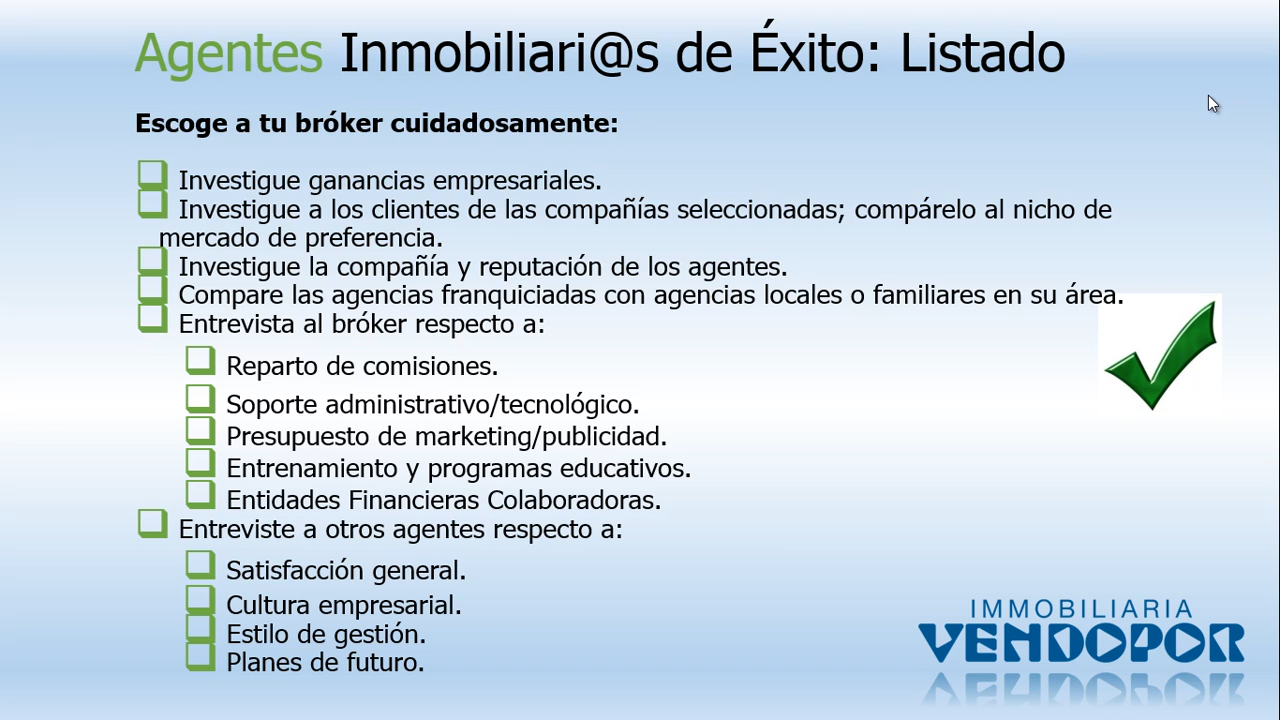 Agentes Inmobiliari@s de Éxito: Listado
Escoge a tu bróker cuidadosamente:
Investigue ganancias empresariales.
Investigue a los clientes de las compañías seleccionadas; compárelo al nicho de
mercado de preferencia.
Investigue la compañía y reputación de los agentes.
Compare las agencias franquiciadas con agencias locales o familiares en su área.
Entrevista al bróker respecto a:
Reparto de comisiones.
Soporte administrativo/tecnológico.
Presupuesto de marketing/publicidad.
Entrenamiento y programas educativos.
Entidades Financieras Colaboradoras.
Entreviste a otros agentes respecto a:
Satisfacción general.
Cultura empresarial.
Estilo de gestión.
Planes de futuro.
IMMOBILIARIA
VENDOPOR